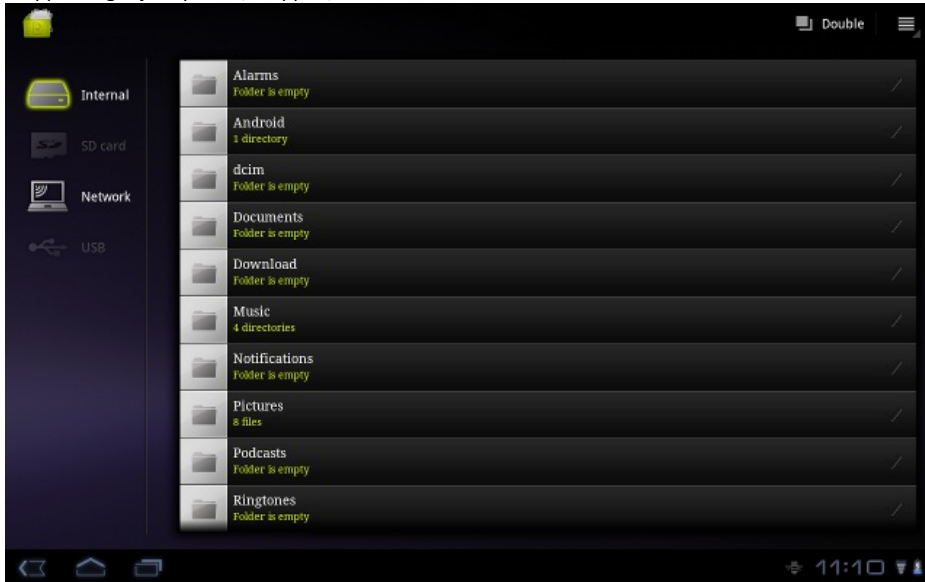 Double
Internal
SD card
Network
USB
Alarms
Folder is empty
Android
1 directory
dcim
Folder is empty
Documents
Folder is empty
Download
Folder is empty
Music
4 directories
Notifications
Folder is empty
Pictures
8 files
Podcasts
Folder is empty
Ringtones
Folder is empty
11:10